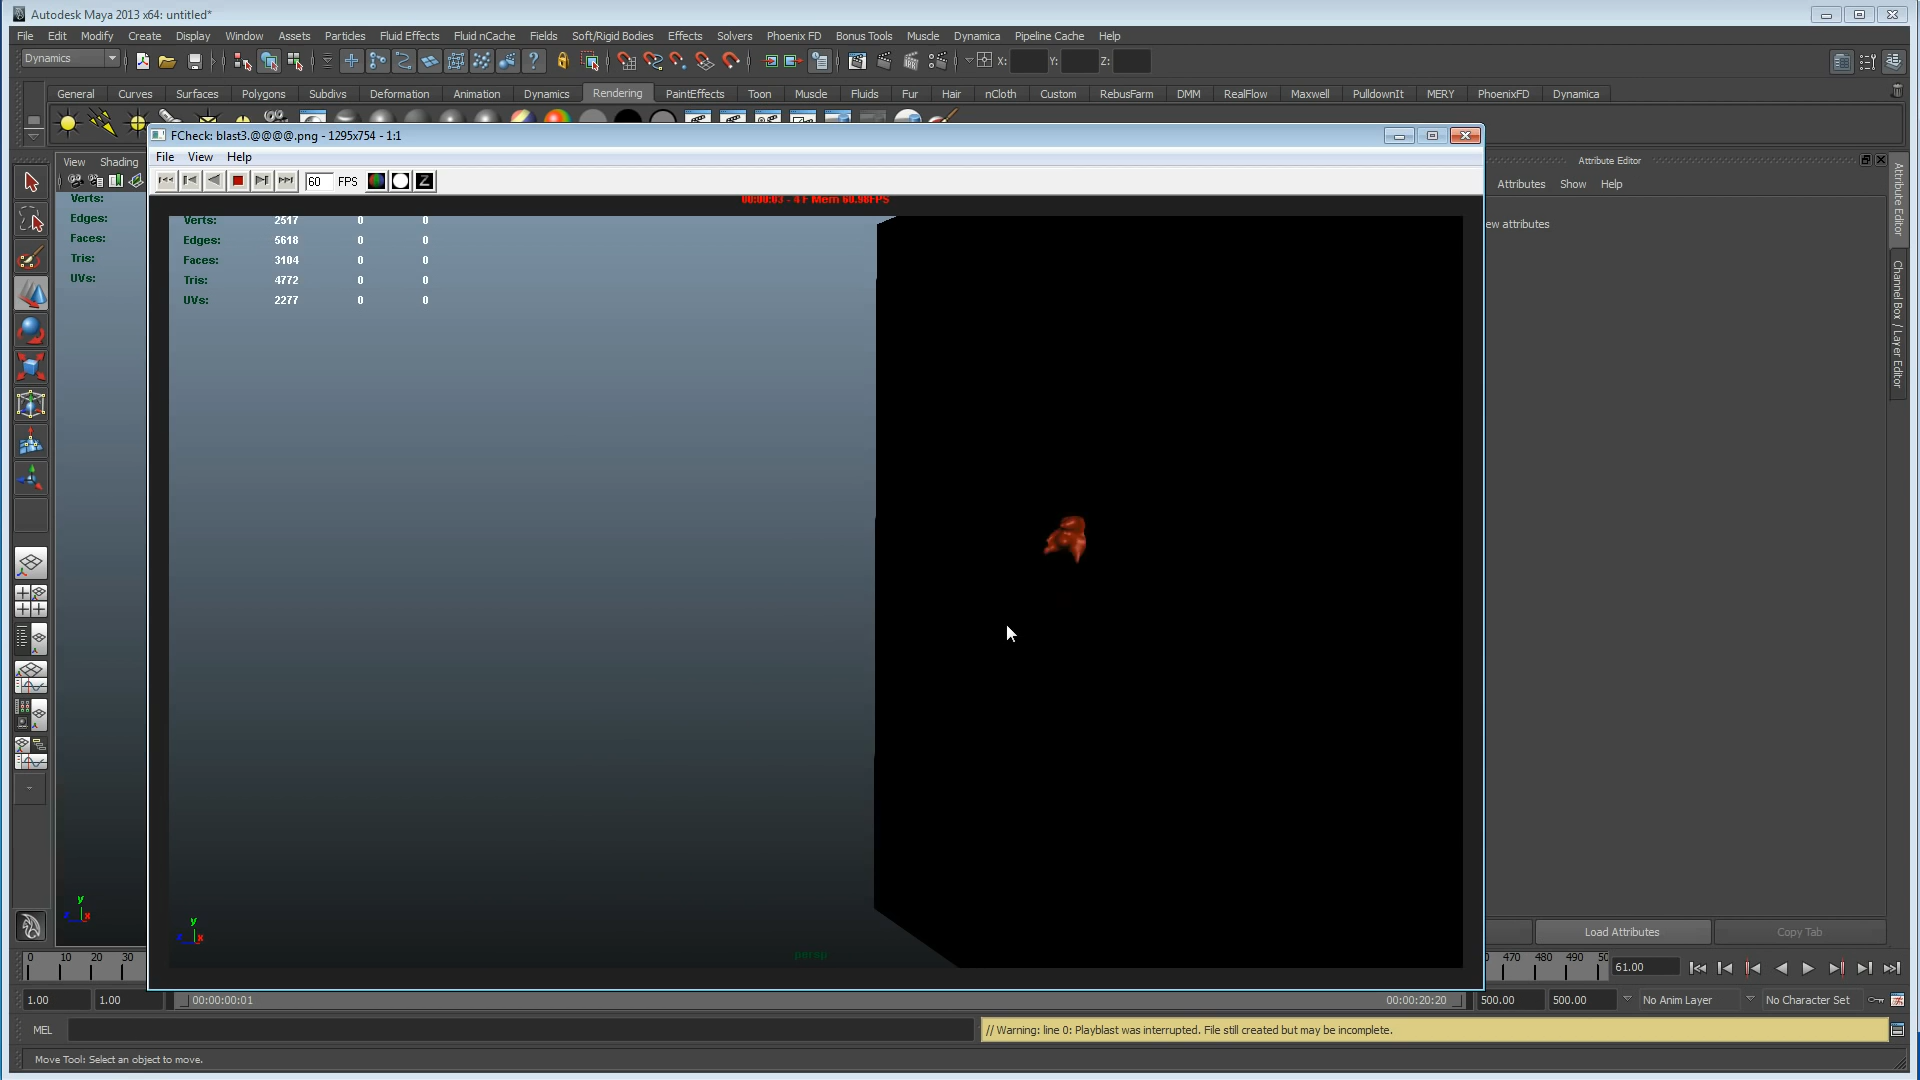 Autodesk Maya 2013 x64: untitled*
File Edit Modify Create Display Window Assets Particles Fluid Effects Fluid nCache Fields Soft/Rigid Bodies Effects Solvers Phoenix FD Bonus Tools Muscle Dynamica Pipeline Cache Help
Dynamics X: Y: Z:
General Curves Surfaces Polygons Subdivs Deformation Animation Dynamics Rendering PaintEffects Toon Muscle Fluids Fur Hair nCloth Custom RebusFarm DMM RealFlow Maxwell PulldownIt MERY PhoenixFD Dynamica
FCheck: blast3.@@@@.png - 1295x754 - 1:1
File View Help
60 FPS Z
00:00:03 - 4 F Mem 60.98FPS
View Shading
Verts:
Edges:
Faces:
Tris:
UVs:
Verts: 2517 0 0
Edges: 5618 0 0
Faces: 3104 0 0
Tris: 4772 0 0
UVs: 2277 0 0
y
x
y
x
persp
Attribute Editor
Attributes Show Help
ew attributes
Attribute Editor
Channel Box / Layer Editor
Load Attributes Copy Tab
0 10 20 30 470 480 490 50 61.00
1.00 1.00 00:00:00:01 00:00:20:20 500.00 500.00 No Anim Layer No Character Set
MEL // Warning: line 0: Playblast was interrupted. File still created but may be incomplete.
Move Tool: Select an object to move.